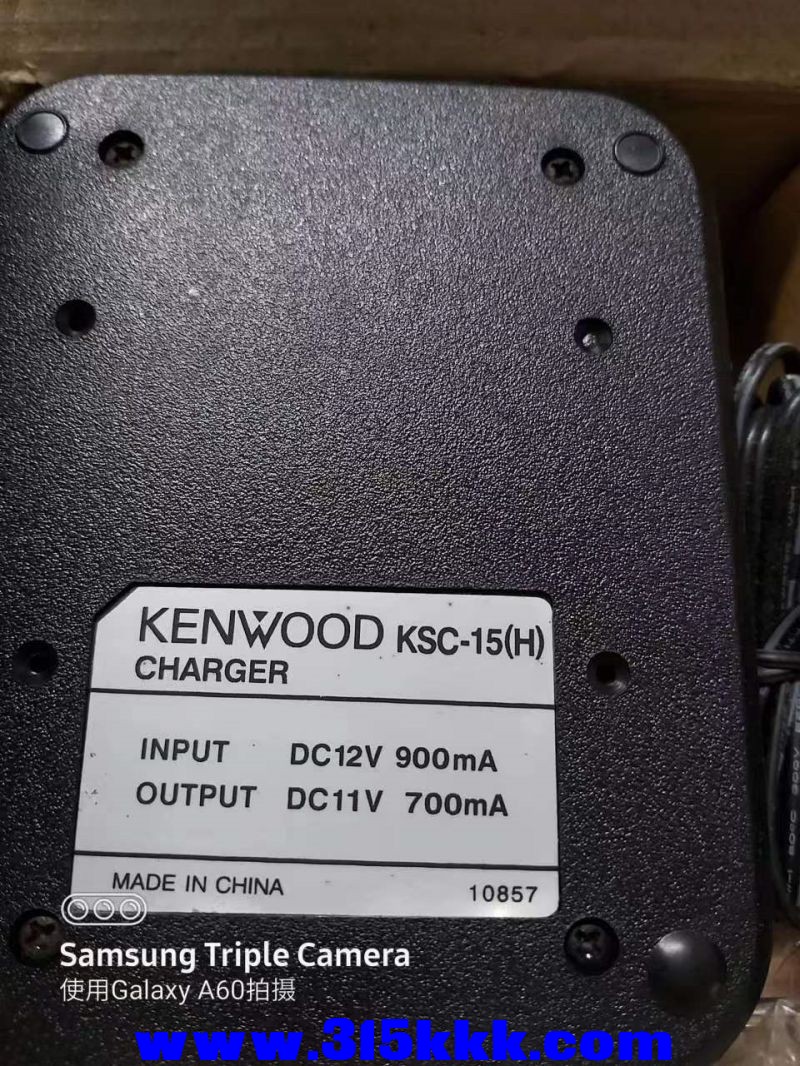 KENWOOD KSC-15(H)
CHARGER
INPUT DC12V 900mA
OUTPUT DC11V 700mA
MADE IN CHINA 10857
Samsung Triple Camera
使用Galaxy A60拍摄
www.315kkk.com